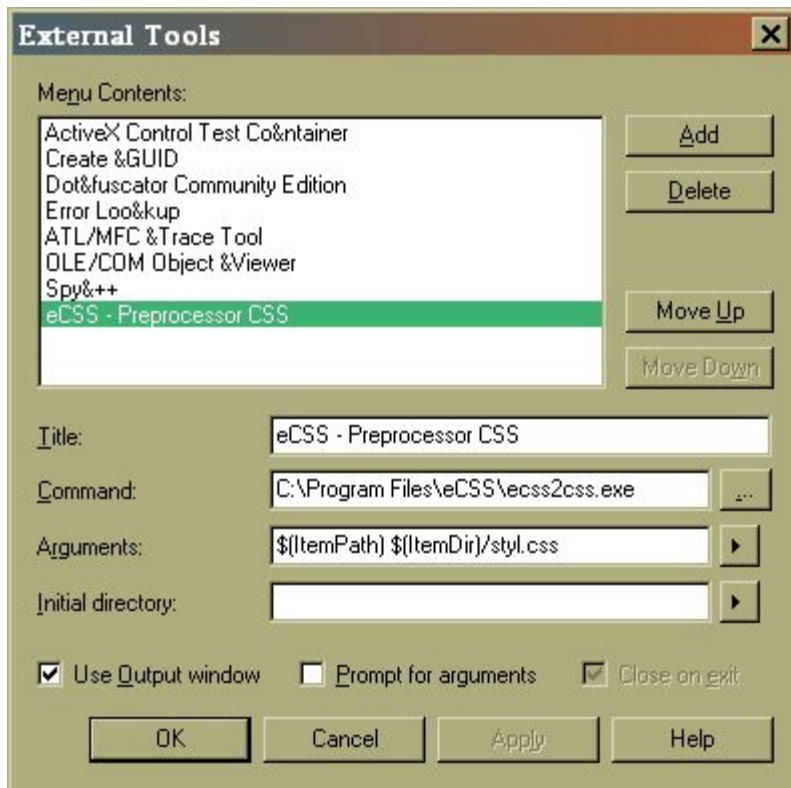 External Tools
Menu Contents:
ActiveX Control Test Co&ntainer
Create &GUID
Dot&fuscator Community Edition
Error Loo&kup
ATL/MFC &Trace Tool
OLE/COM Object &Viewer
Spy&++
eCSS - Preprocessor CSS
Add
Delete
Move Up
Move Down
Title: eCSS - Preprocessor CSS
Command: C:\Program Files\eCSS\ecss2css.exe ...
Arguments: $(ItemPath) $(ItemDir)/styl.css
Initial directory:
Use Output window Prompt for arguments Close on exit
OK Cancel Apply Help